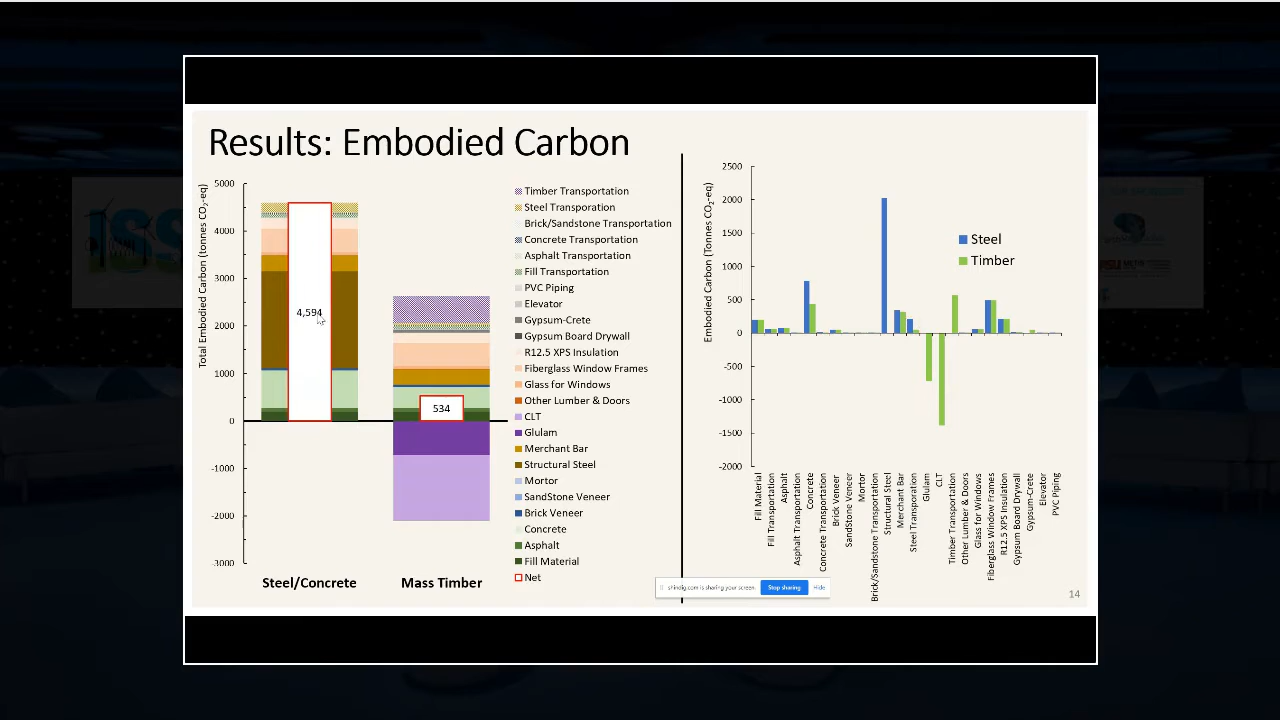 Results: Embodied Carbon
Total Embodied Carbon (tonnes CO₂-eq)
5000
4000
3000
2000
1000
0
-1000
-2000
-3000
4,594
534
Steel/Concrete
Mass Timber
Timber Transportation
Steel Transporation
Brick/Sandstone Transportation
Concrete Transportation
Asphalt Transportation
Fill Transportation
PVC Piping
Elevator
Gypsum-Crete
Gypsum Board Drywall
R12.5 XPS Insulation
Fiberglass Window Frames
Glass for Windows
Other Lumber & Doors
CLT
Glulam
Merchant Bar
Structural Steel
Mortor
SandStone Veneer
Brick Veneer
Concrete
Asphalt
Fill Material
Net
Embodied Carbon (Tonnes CO₂-eq)
2500
2000
1500
1000
500
0
-500
-1000
-1500
-2000
Steel
Timber
Fill Material
Fill Transportation
Asphalt
Asphalt Transportation
Concrete
Concrete Transportation
Brick Veneer
SandStone Veneer
Mortor
Brick/Sandstone Transportation
Structural Steel
Merchant Bar
Steel Transporation
Glulam
CLT
Timber Transportation
Other Lumber & Doors
Glass for Windows
Fiberglass Window Frames
R12.5 XPS Insulation
Gypsum Board Drywall
Gypsum-Crete
Elevator
PVC Piping
shindig.com is sharing your screen.
Stop sharing
Hide
14